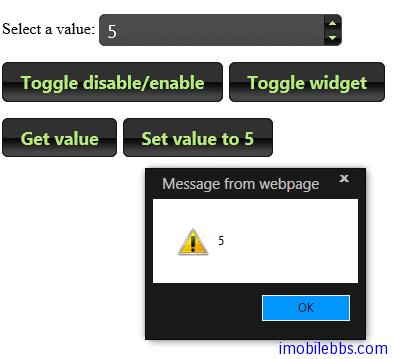 Select a value: 5
Toggle disable/enable Toggle widget
Get value Set value to 5
Message from webpage x
5
OK
imobilebbs.com